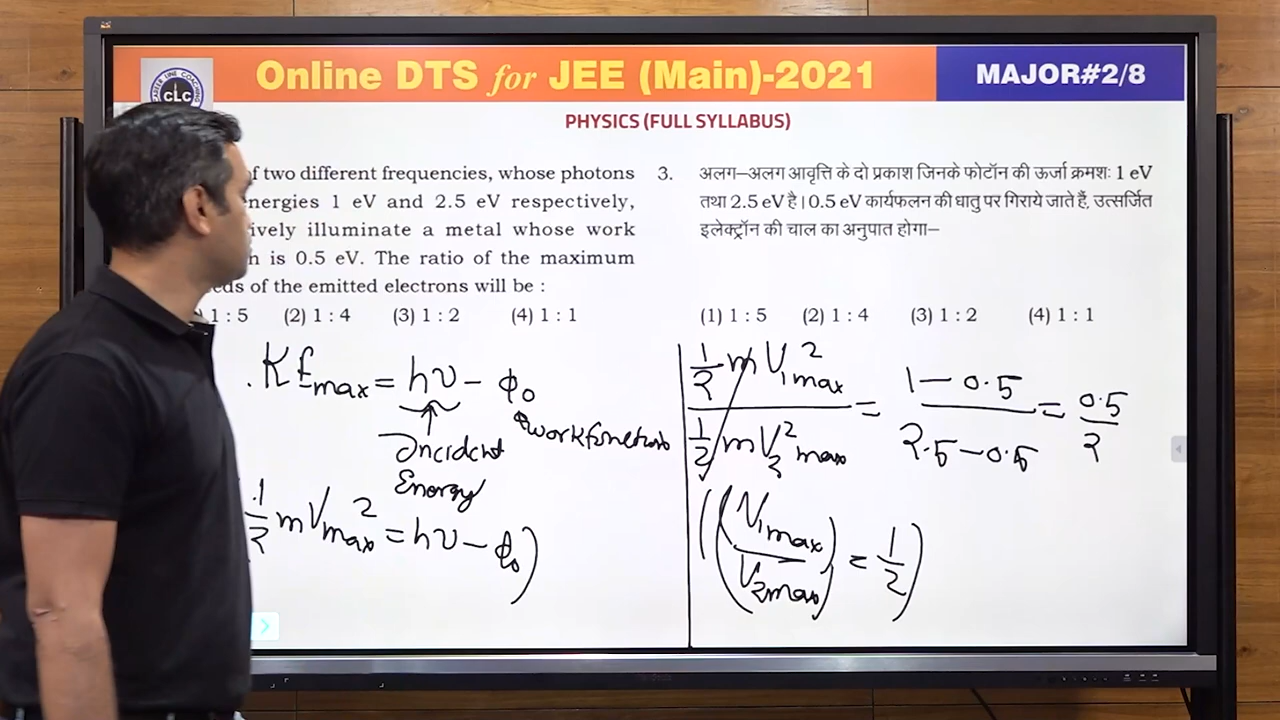 Online DTS for JEE (Main)-2021
MAJOR#2/8
CLC
PHYSICS (FULL SYLLABUS)
of two different frequencies, whose photons
energies 1 eV and 2.5 eV respectively,
illuminate a metal whose work
is 0.5 eV. The ratio of the maximum
of the emitted electrons will be :
1 : 5 (2) 1 : 4 (3) 1 : 2 (4) 1 : 1
3. अलग–अलग आवृत्ति के दो प्रकाश जिनके फोटॉन की ऊर्जा क्रमशः 1 eV
तथा 2.5 eV है। 0.5 eV कार्यफलन की धातु पर गिराये जाते हैं, उत्सर्जित
इलेक्ट्रॉन की चाल का अनुपात होगा–
(1) 1 : 5 (2) 1 : 4 (3) 1 : 2 (4) 1 : 1
KEmax = hν – φ0
Incident
Energy
workfunction
1/2 mVmax² = hν – φ0)
1/2 m V1max² / 1/2 m V2max² = 1 – 0.5 / 2.5 – 0.5 = 0.5 / 2
((V1max / V2max) = 1/2)